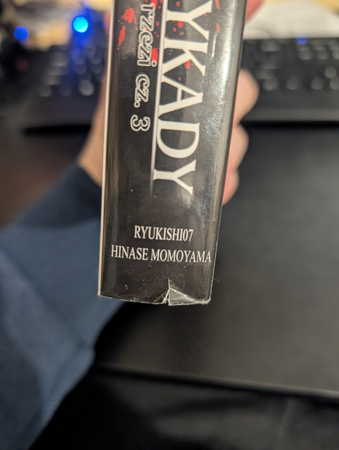 YKADY
rzezi cz. 3
RYUKISHI07
HINASE MOMOYAMA